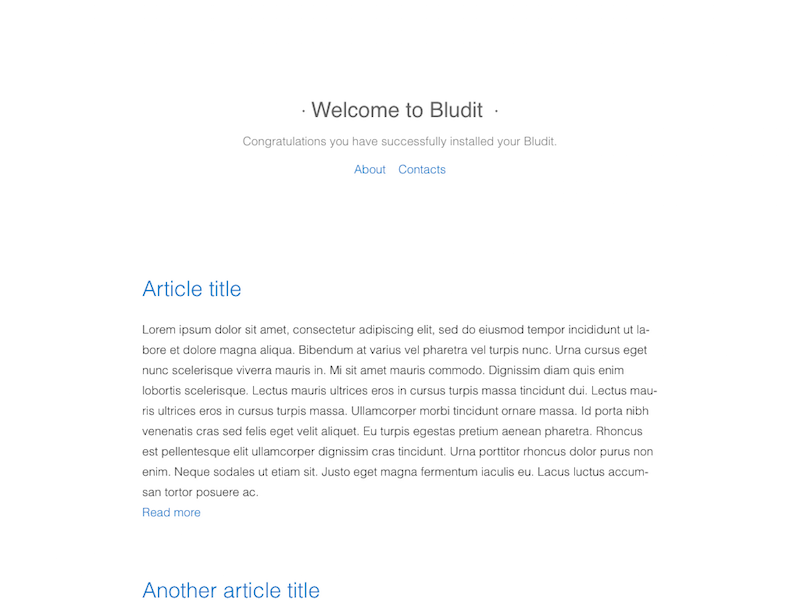 · Welcome to Bludit ·
Congratulations you have successfully installed your Bludit.
About Contacts
Article title
Lorem ipsum dolor sit amet, consectetur adipiscing elit, sed do eiusmod tempor incididunt ut la-
bore et dolore magna aliqua. Bibendum at varius vel pharetra vel turpis nunc. Urna cursus eget
nunc scelerisque viverra mauris in. Mi sit amet mauris commodo. Dignissim diam quis enim
lobortis scelerisque. Lectus mauris ultrices eros in cursus turpis massa tincidunt dui. Lectus mau-
ris ultrices eros in cursus turpis massa. Ullamcorper morbi tincidunt ornare massa. Id porta nibh
venenatis cras sed felis eget velit aliquet. Eu turpis egestas pretium aenean pharetra. Rhoncus
est pellentesque elit ullamcorper dignissim cras tincidunt. Urna porttitor rhoncus dolor purus non
enim. Neque sodales ut etiam sit. Justo eget magna fermentum iaculis eu. Lacus luctus accum-
san tortor posuere ac.
Read more
Another article title